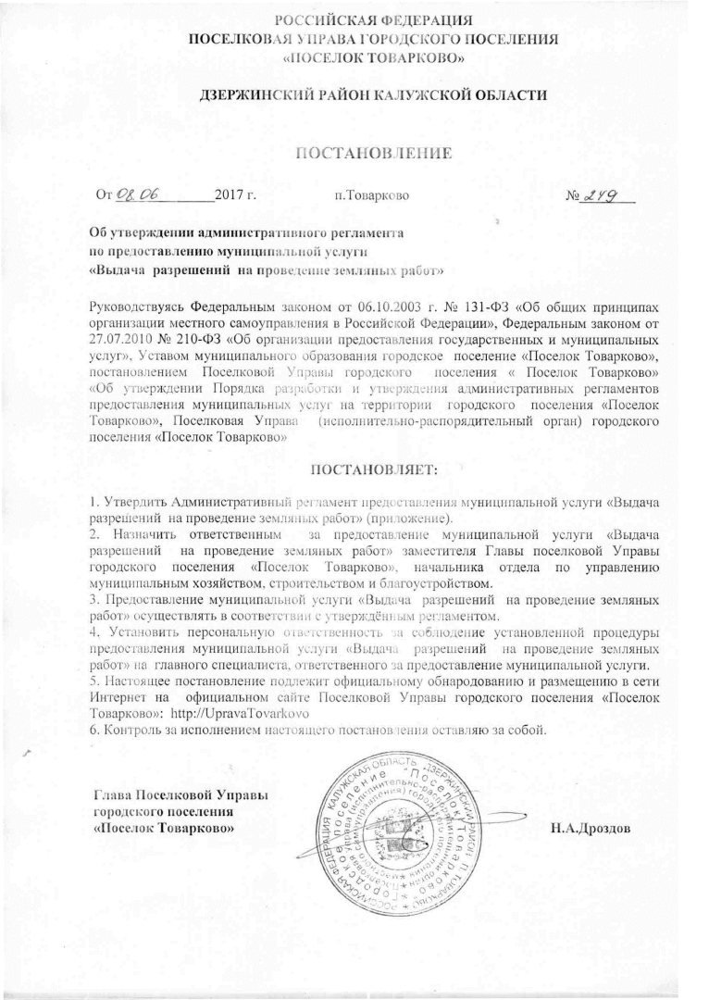 РОССИЙСКАЯ ФЕДЕРАЦИЯ
ПОСЕЛКОВАЯ УПРАВА ГОРОДСКОГО ПОСЕЛЕНИЯ
«ПОСЕЛОК ТОВАРКОВО»
ДЗЕРЖИНСКИЙ РАЙОН КАЛУЖСКОЙ ОБЛАСТИ
ПОСТАНОВЛЕНИЕ
От 08.06 2017 г. п.Товарково № 249
Об утверждении административного регламента
по предоставлению муниципальной услуги
«Выдача разрешений на проведение земляных работ»
Руководствуясь Федеральным законом от 06.10.2003 г. № 131-ФЗ «Об общих принципах
организации местного самоуправления в Российской Федерации», Федеральным законом от
27.07.2010 № 210-ФЗ «Об организации предоставления государственных и муниципальных
услуг», Уставом муниципального образования городское поселение «Поселок Товарково»,
постановлением Поселковой Управы городского поселения « Поселок Товарково»
«Об утверждении Порядка разработки и утверждения административных регламентов
предоставления муниципальных услуг на территории городского поселения «Поселок
Товарково», Поселковая Управа (исполнительно-распорядительный орган) городского
поселения «Поселок Товарково»
ПОСТАНОВЛЯЕТ:
1. Утвердить Административный регламент предоставления муниципальной услуги «Выдача
разрешений на проведение земляных работ» (приложение).
2. Назначить ответственным за предоставление муниципальной услуги «Выдача
разрешений на проведение земляных работ» заместителя Главы поселковой Управы
городского поселения «Поселок Товарково», начальника отдела по управлению
муниципальным хозяйством, строительством и благоустройством.
3. Предоставление муниципальной услуги «Выдача разрешений на проведение земляных
работ» осуществлять в соответствии с утверждённым регламентом.
4. Установить персональную ответственность за соблюдение установленной процедуры
предоставления муниципальной услуги «Выдача разрешений на проведение земляных
работ» на главного специалиста, ответственного за предоставление муниципальной услуги.
5. Настоящее постановление подлежит официальному обнародованию и размещению в сети
Интернет на официальном сайте Поселковой Управы городского поселения «Поселок
Товарково»: http://UpravaTovarkovo
6. Контроль за исполнением настоящего постановления оставляю за собой.
Глава Поселковой Управы
городского поселения
«Поселок Товарково» Н.А.Дроздов
РОССИЙСКАЯ ФЕДЕРАЦИЯ КАЛУЖСКАЯ ОБЛАСТЬ ДЗЕРЖИНСКИЙ РАЙОН П.ТОВАРКОВО
Городское поселение "Поселок Товарково"